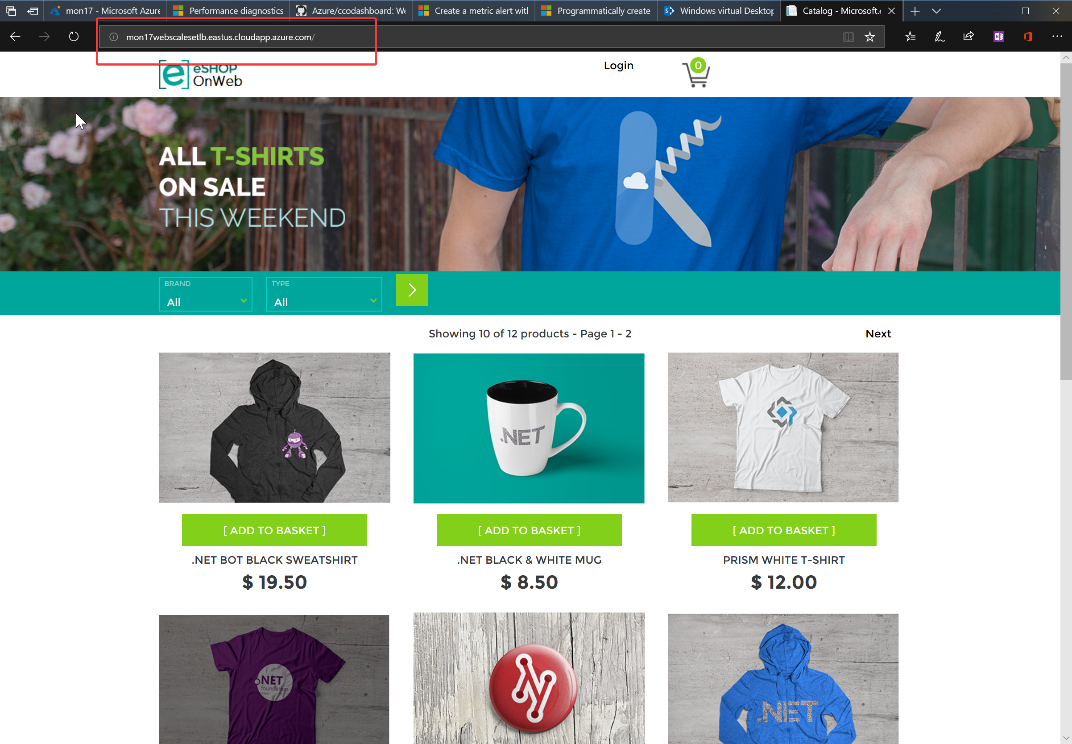 mon17 - Microsoft Azure
Performance diagnostics
Azure/ccodashboard: We
Create a metric alert with
Programmatically create
Windows virtual Desktop
Catalog - Microsoft.e
mon17webscalesetlb.eastus.cloudapp.azure.com/
eSHOP
OnWeb
Login
0
ALL T-SHIRTS
ON SALE
THIS WEEKEND
BRAND
All
TYPE
All
Showing 10 of 12 products - Page 1 - 2
Next
.NET
[ ADD TO BASKET ]
[ ADD TO BASKET ]
[ ADD TO BASKET ]
.NET BOT BLACK SWEATSHIRT
.NET BLACK & WHITE MUG
PRISM WHITE T-SHIRT
$ 19.50
$ 8.50
$ 12.00
.NET
foundation
.NET